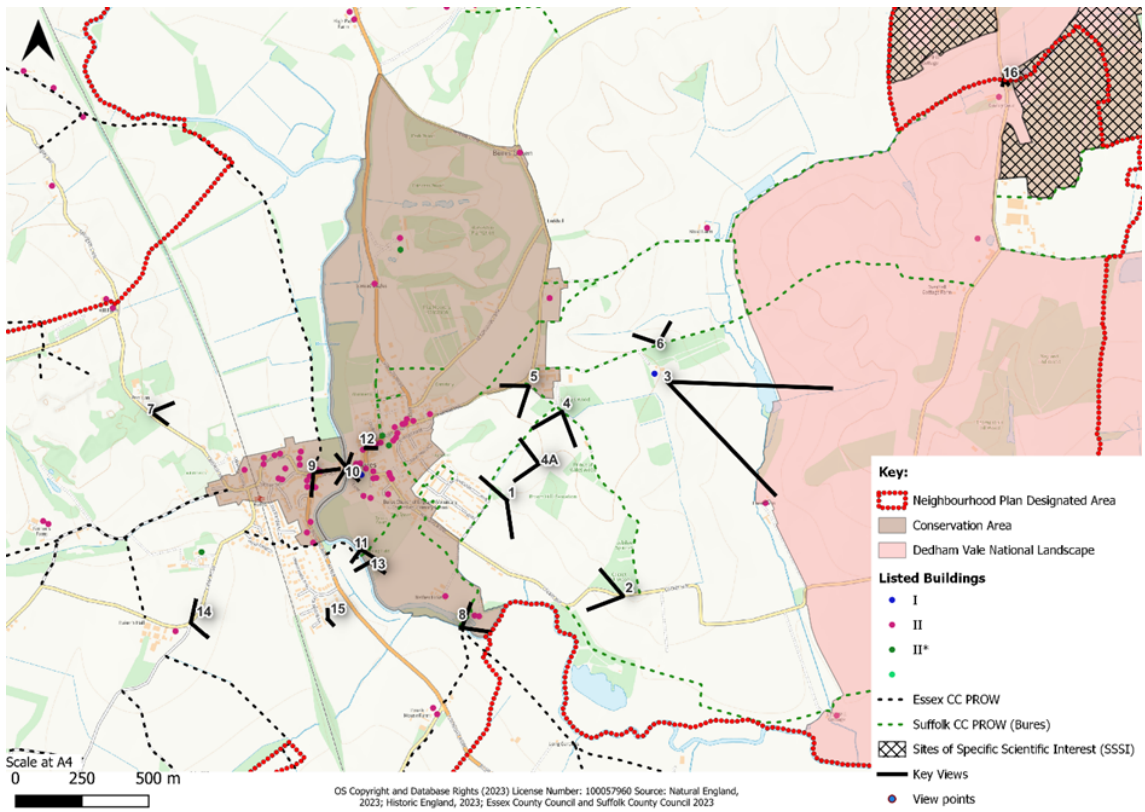 16
7
6
3
5
4
12
9
10
4A
1
11
13
2
14
15
8
Key:
Neighbourhood Plan Designated Area
Conservation Area
Dedham Vale National Landscape
Listed Buildings
I
II
II*
Essex CC PROW
Suffolk CC PROW (Bures)
Sites of Specific Scientific Interest (SSSI)
Key Views
View points
Scale at A4
0 250 500 m
OS Copyright and Database Rights (2023) License Number: 100057960 Source: Natural England,
2023; Historic England, 2023; Essex County Council and Suffolk County Council 2023